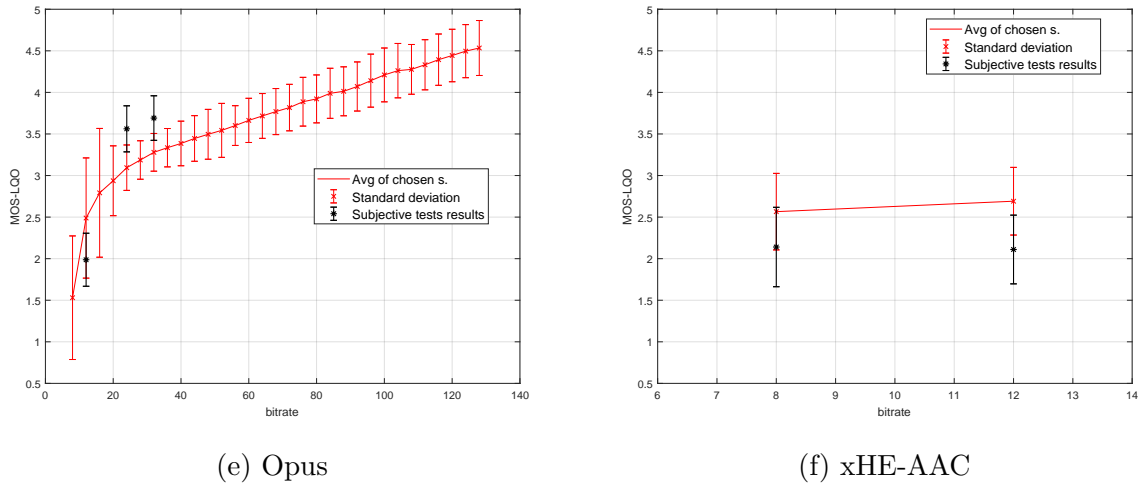 5
4.5
4
3.5
3
2.5
2
1.5
1
0.5
MOS-LQO
0 20 40 60 80 100 120 140
bitrate
Avg of chosen s.
Standard deviation
Subjective tests results
(e) Opus
5
4.5
4
3.5
3
2.5
2
1.5
1
0.5
MOS-LQO
6 7 8 9 10 11 12 13 14
bitrate
Avg of chosen s.
Standard deviation
Subjective tests results
(f) xHE-AAC